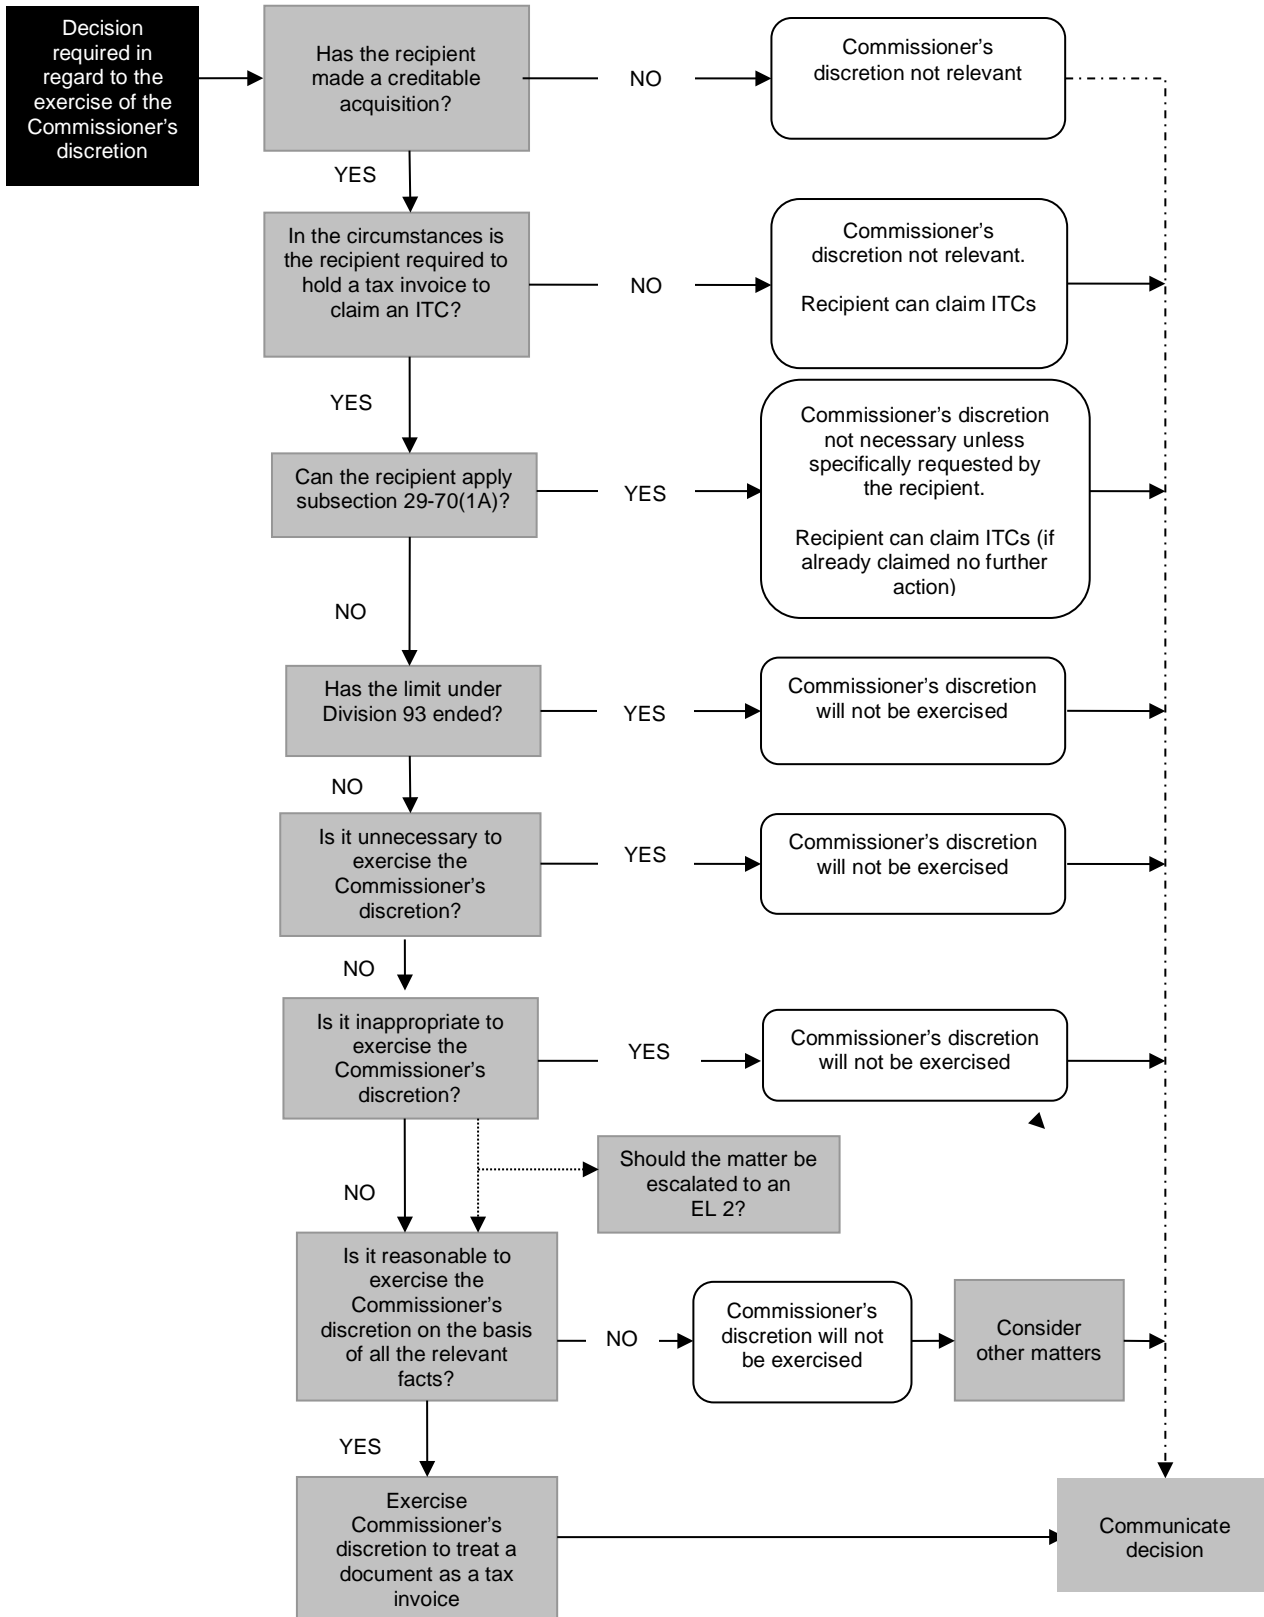 Decision
required in
regard to the
exercise of the
Commissioner's
discretion
Has the recipient
made a creditable
acquisition?
NO
Commissioner's
discretion not relevant
YES
In the circumstances is
the recipient required to
hold a tax invoice to
claim an ITC?
NO
Commissioner's
discretion not relevant.
Recipient can claim ITCs
YES
Can the recipient apply
subsection 29-70(1A)?
YES
Commissioner's discretion
not necessary unless
specifically requested by
the recipient.
Recipient can claim ITCs (if
already claimed no further
action)
NO
Has the limit under
Division 93 ended?
YES
Commissioner's discretion
will not be exercised
NO
Is it unnecessary to
exercise the
Commissioner's
discretion?
YES
Commissioner's discretion
will not be exercised
NO
Is it inappropriate to
exercise the
Commissioner's
discretion?
YES
Commissioner's discretion
will not be exercised
Should the matter be
escalated to an
EL 2?
NO
Is it reasonable to
exercise the
Commissioner's
discretion on the basis
of all the relevant
facts?
NO
Commissioner's
discretion will not
be exercised
Consider
other matters
YES
Exercise
Commissioner's
discretion to treat a
document as a tax
invoice
Communicate
decision